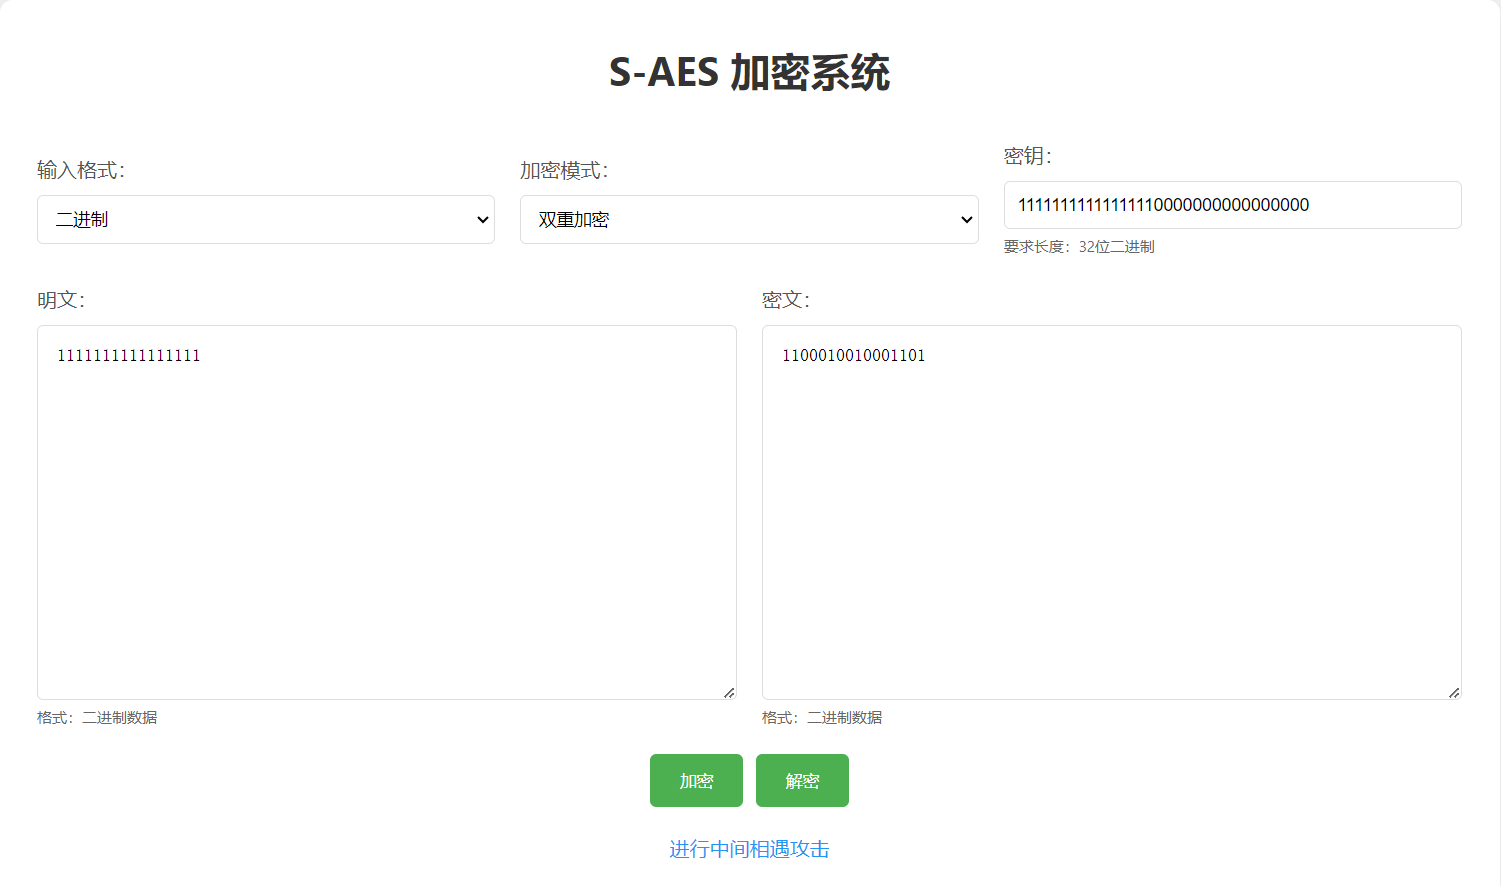 S-AES 加密系统
输入格式：
加密模式：
密钥：
二进制
双重加密
11111111111111110000000000000000
要求长度：32位二进制
明文：
密文：
1111111111111111
1100010010001101
格式：二进制数据
格式：二进制数据
加密
解密
进行中间相遇攻击